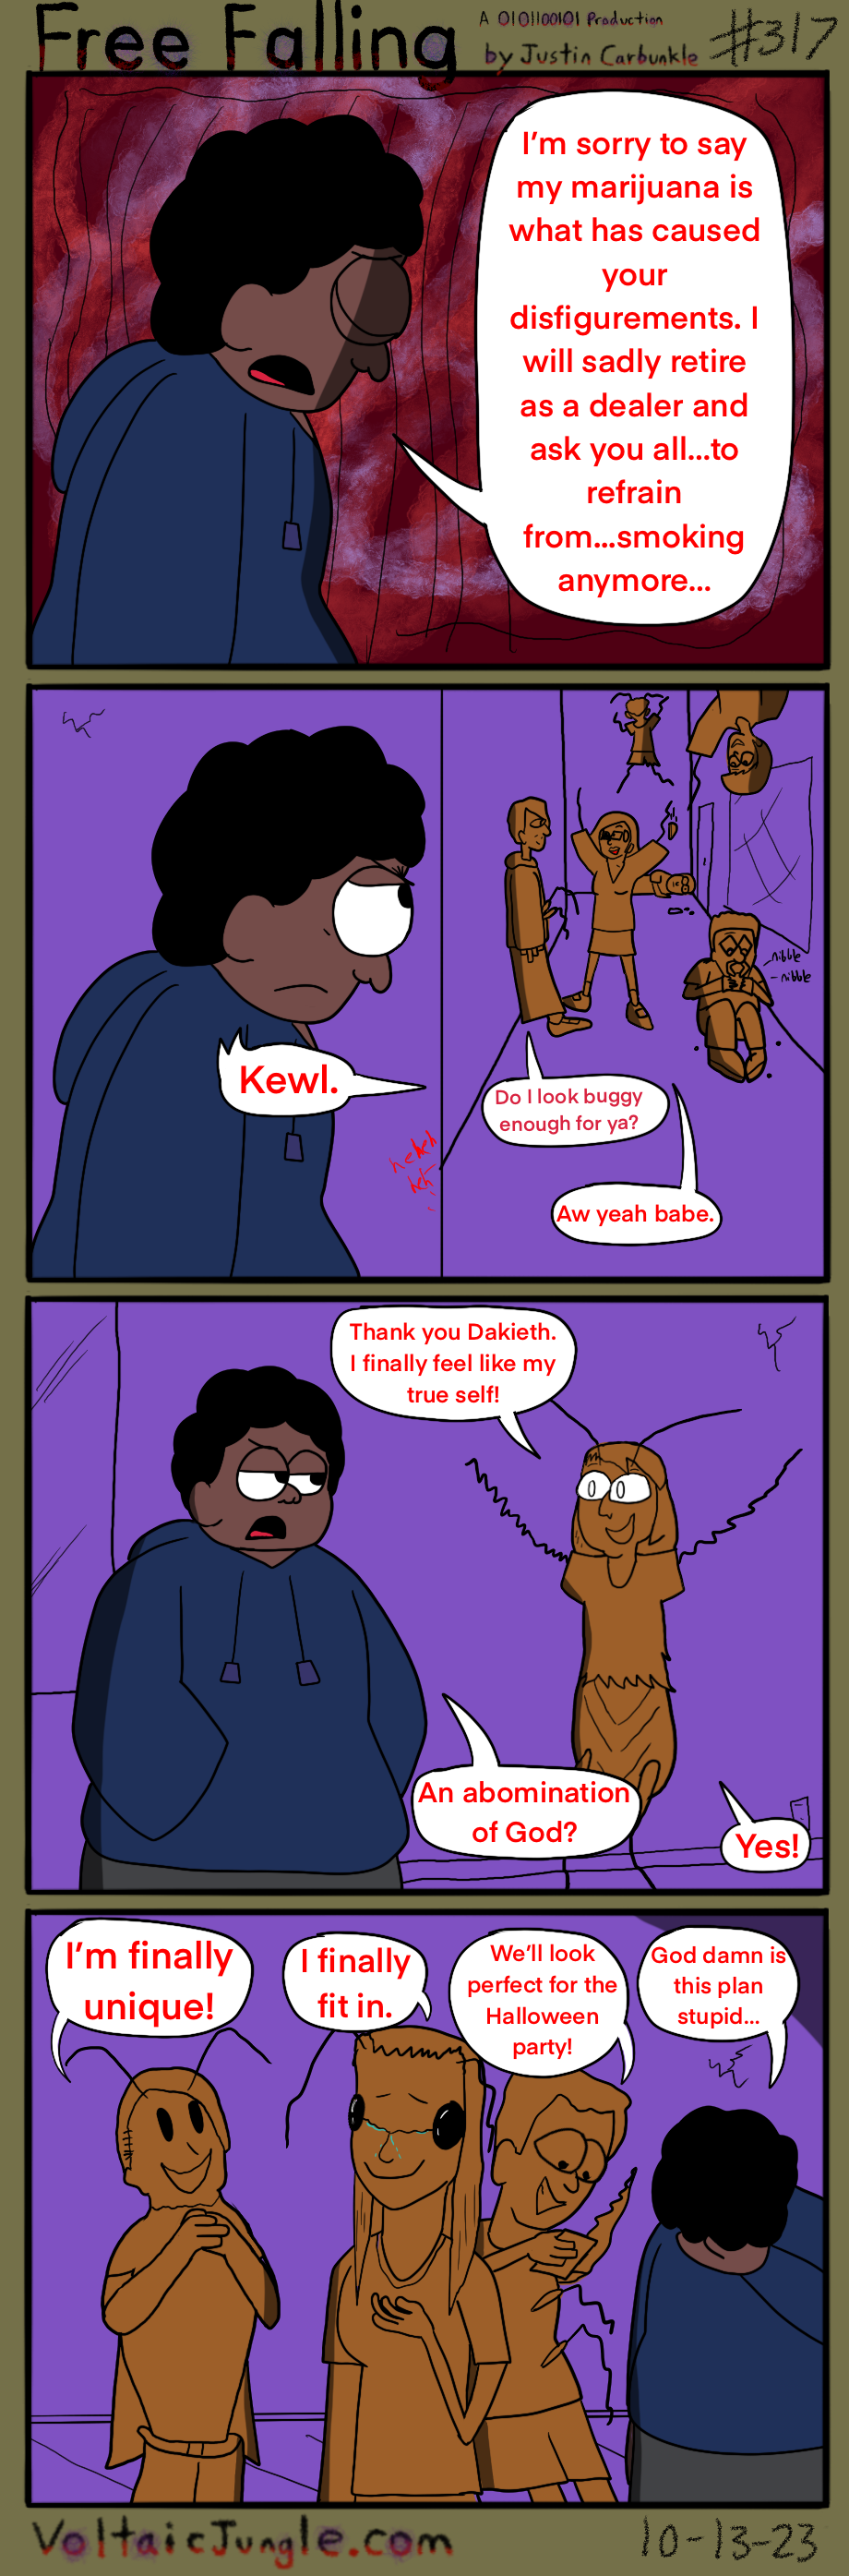 Free Falling
A 0101100101 Production
by Justin Carbunkle
#317
I'm sorry to say
my marijuana is
what has caused
your
disfigurements. I
will sadly retire
as a dealer and
ask you all...to
refrain
from...smoking
anymore...
Kewl.
heheh
heh
nibble
-nibble
Do I look buggy
enough for ya?
Aw yeah babe.
Thank you Dakieth.
I finally feel like my
true self!
An abomination
of God?
Yes!
I'm finally
unique!
I finally
fit in.
We'll look
perfect for the
Halloween
party!
God damn is
this plan
stupid...
VoltaicJungle.com
10-13-23